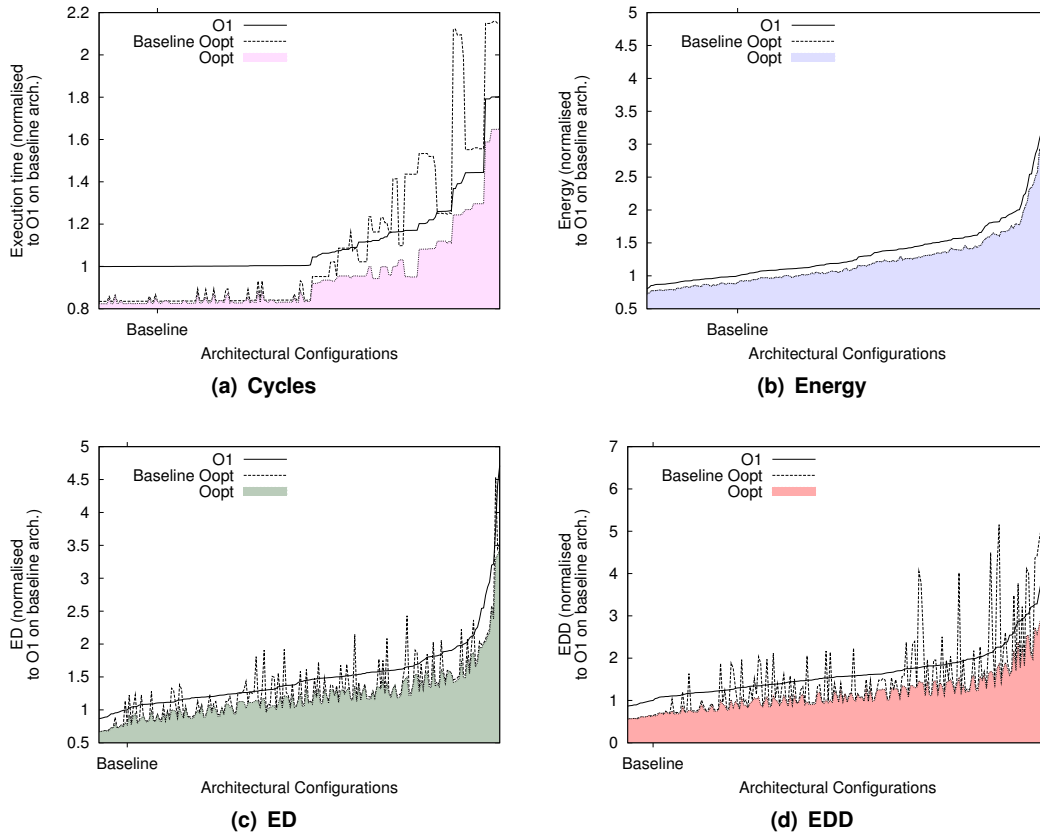 Execution time (normalised
to O1 on baseline arch.)
2.2
2
1.8
1.6
1.4
1.2
1
0.8
O1
Baseline Oopt
Oopt
Baseline
Architectural Configurations
(a) Cycles
Energy (normalised
to O1 on baseline arch.)
5
4.5
4
3.5
3
2.5
2
1.5
1
0.5
O1
Baseline Oopt
Oopt
Baseline
Architectural Configurations
(b) Energy
ED (normalised
to O1 on baseline arch.)
5
4.5
4
3.5
3
2.5
2
1.5
1
0.5
O1
Baseline Oopt
Oopt
Baseline
Architectural Configurations
(c) ED
EDD (normalised
to O1 on baseline arch.)
7
6
5
4
3
2
1
0
O1
Baseline Oopt
Oopt
Baseline
Architectural Configurations
(d) EDD